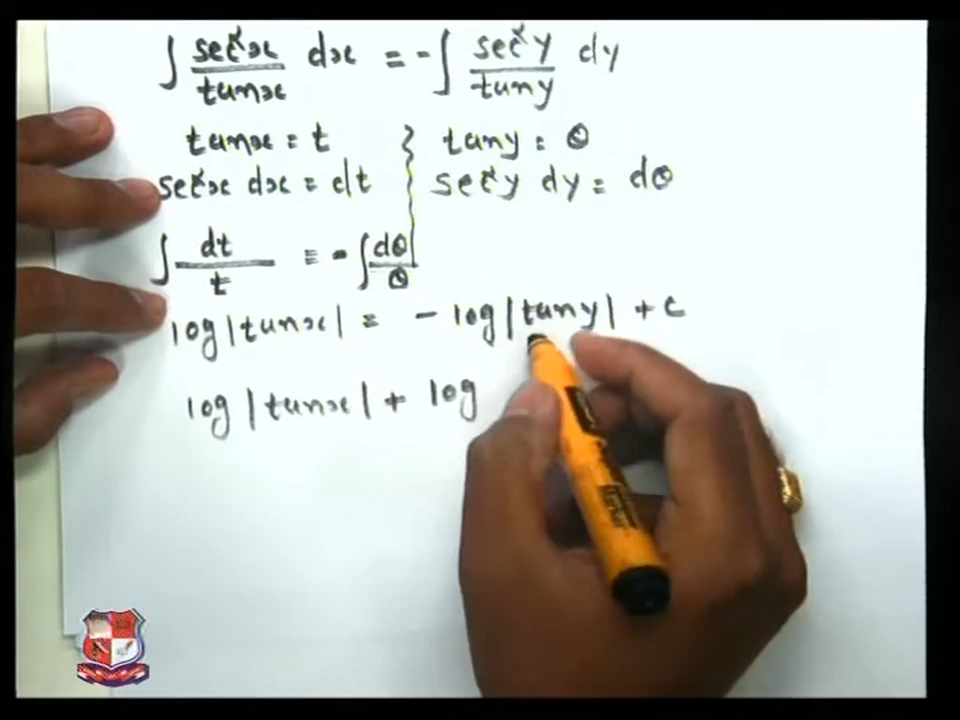 ∫ sec²x/tanx dx = -∫ sec²y/tany dy
tanx = t } tany = θ
sec²x dx = dt sec²y dy = dθ
∫ dt/t = -∫ dθ/θ
log|tanx| = - log|tany| + c
log|tanx| + log